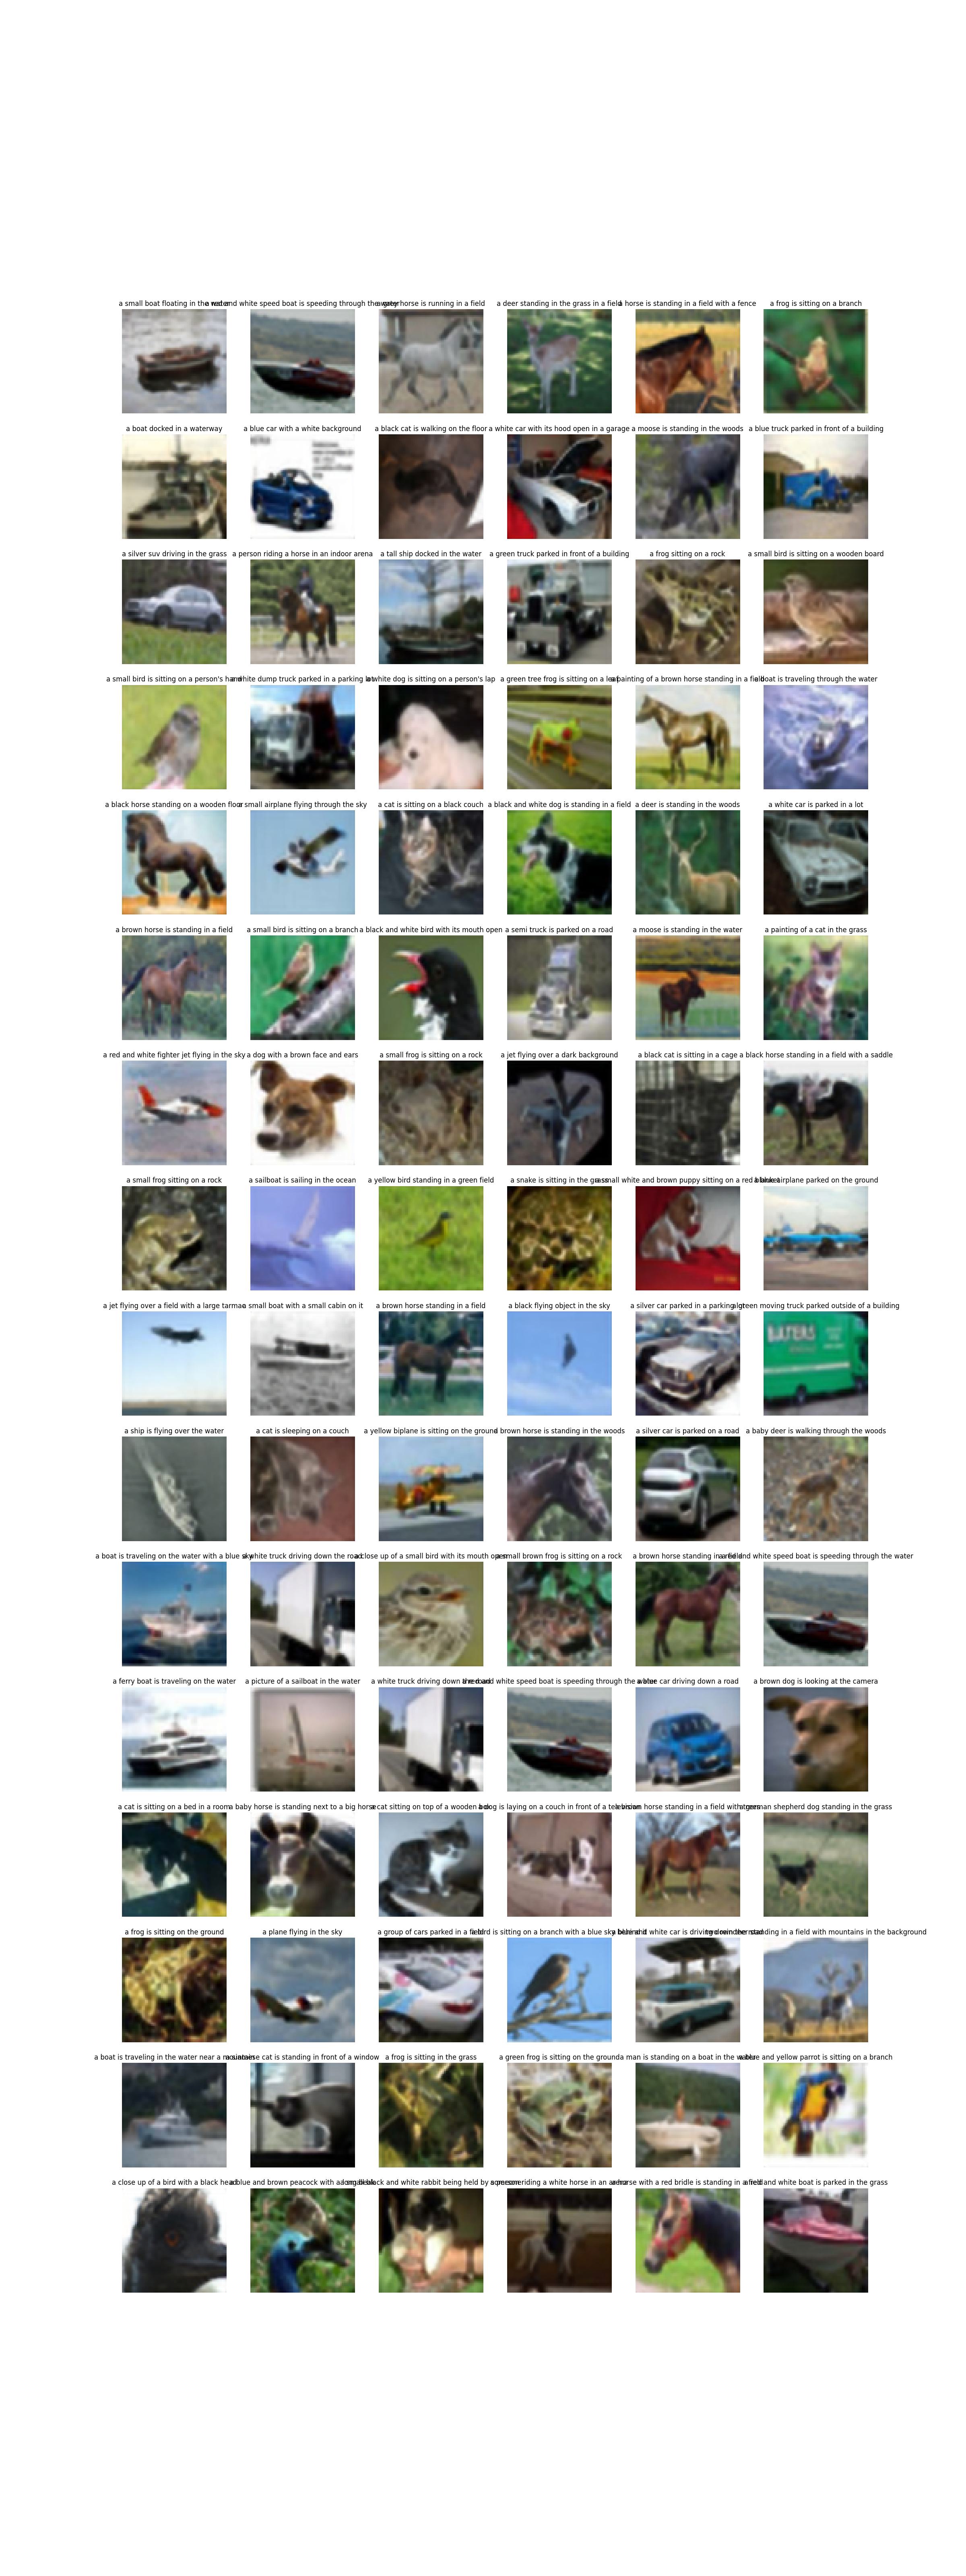 a small boat floating in the water
a red and white speed boat is speeding through the water
a grey horse is running in a field
a deer standing in the grass in a field
a horse is standing in a field with a fence
a frog is sitting on a branch
a boat docked in a waterway
a blue car with a white background
a black cat is walking on the floor
a white car with its hood open in a garage
a moose is standing in the woods
a blue truck parked in front of a building
a silver suv driving in the grass
a person riding a horse in an indoor arena
a tall ship docked in the water
a green truck parked in front of a building
a frog sitting on a rock
a small bird is sitting on a wooden board
a small bird is sitting on a person's hand
a white dump truck parked in a parking lot
a white dog is sitting on a person's lap
a green tree frog is sitting on a leaf
a painting of a brown horse standing in a field
a boat is traveling through the water
a black horse standing on a wooden floor
a small airplane flying through the sky
a cat is sitting on a black couch
a black and white dog is standing in a field
a deer is standing in the woods
a white car is parked in a lot
a brown horse is standing in a field
a small bird is sitting on a branch
a black and white bird with its mouth open
a semi truck is parked on a road
a moose is standing in the water
a painting of a cat in the grass
a red and white fighter jet flying in the sky
a dog with a brown face and ears
a small frog is sitting on a rock
a jet flying over a dark background
a black cat is sitting in a cage
a black horse standing in a field with a saddle
a small frog sitting on a rock
a sailboat is sailing in the ocean
a yellow bird standing in a green field
a snake is sitting in the grass
a small white and brown puppy sitting on a red blanket
a blue airplane parked on the ground
a jet flying over a field with a large tarmac
a small boat with a small cabin on it
a brown horse standing in a field
a black flying object in the sky
a silver car parked in a parking lot
a green moving truck parked outside of a building
BATERS
a ship is flying over the water
a cat is sleeping on a couch
a yellow biplane is sitting on the ground
a brown horse is standing in the woods
a silver car is parked on a road
a baby deer is walking through the woods
a boat is traveling on the water with a blue sky
a white truck driving down the road
a close up of a small bird with its mouth open
a small brown frog is sitting on a rock
a brown horse standing in a field
a red and white speed boat is speeding through the water
a ferry boat is traveling on the water
a picture of a sailboat in the water
a white truck driving down the road
a red and white speed boat is speeding through the water
a blue car driving down a road
a brown dog is looking at the camera
a cat is sitting on a bed in a room
a baby horse is standing next to a big horse
a cat sitting on top of a wooden
a dog is laying on a couch in front of a television
a brown horse standing in a field with trees
a german shepherd dog standing in the grass
a frog is sitting on the ground
a plane flying in the sky
a group of cars parked in a field
a bird is sitting on a branch with a blue sky behind it
a blue and white car is driving down the road
two reindeer standing in a field with mountains in the background
a boat is traveling in the water near a mountain
a siamese cat is standing in front of a window
a frog is sitting in the grass
a green frog is sitting on the ground
a man is standing on a boat in the water
a blue and yellow parrot is sitting on a branch
a close up of a bird with a black head
a blue and brown peacock with a long beak
a small black and white rabbit being held by someone
a person riding a white horse in an arena
a horse with a red bridle is standing in a field
a red and white boat is parked in the grass